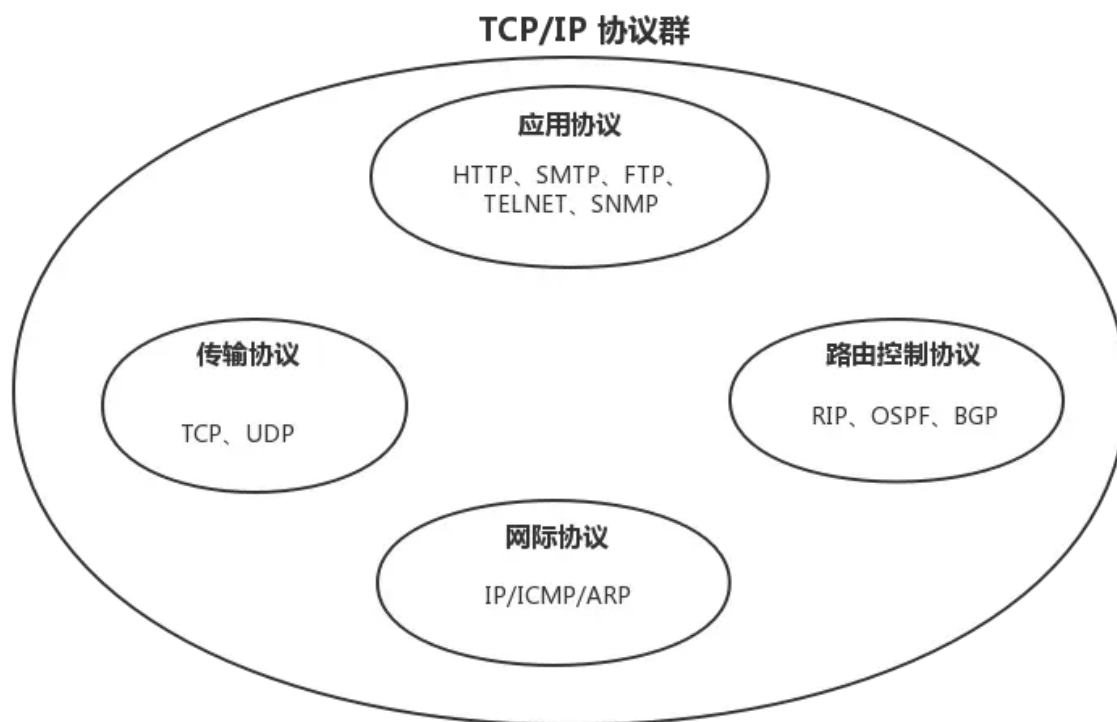 TCP/IP 协议群
应用协议
HTTP、SMTP、FTP、
TELNET、SNMP
传输协议
TCP、UDP
路由控制协议
RIP、OSPF、BGP
网际协议
IP/ICMP/ARP